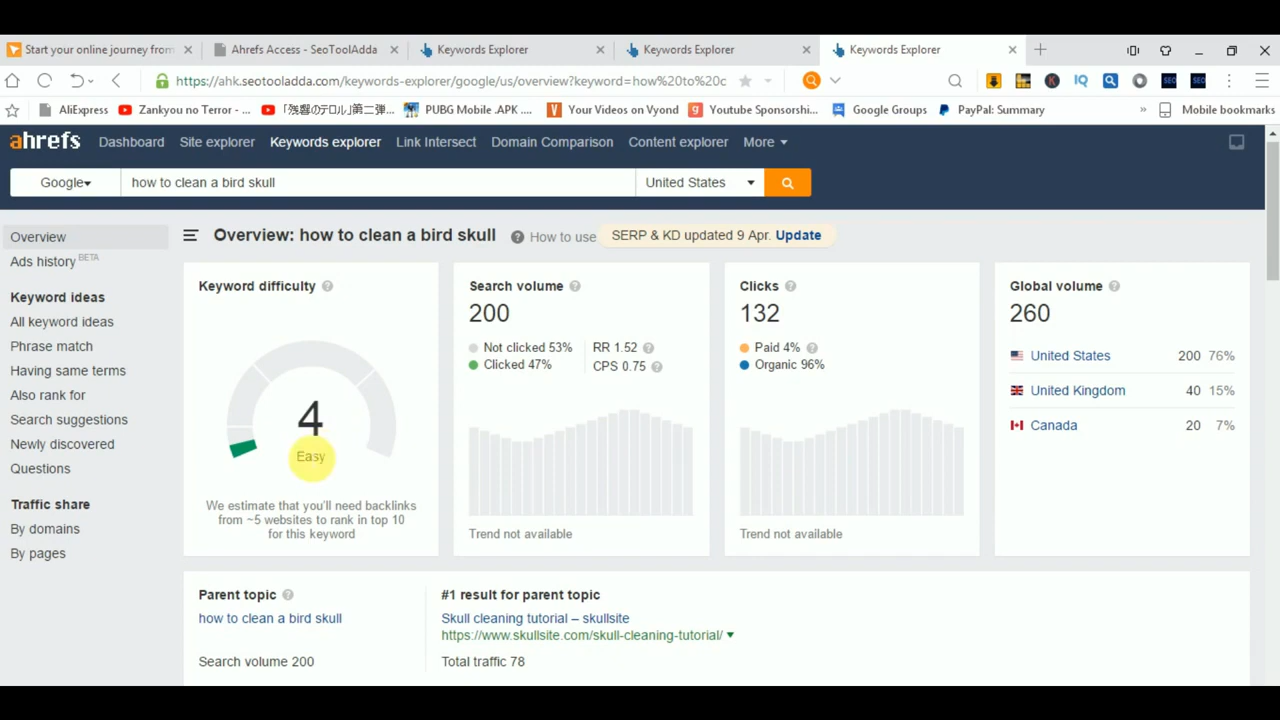 Start your online journey from
Ahrefs Access - SeoToolAdda
Keywords Explorer
Keywords Explorer
Keywords Explorer
https://ahk.seotooladda.com/keywords-explorer/google/us/overview?keyword=how%20to%20c
AliExpress
Zankyou no Terror - ...
「残響のテロル」第二弾...
PUBG Mobile .APK ....
Your Videos on Vyond
Youtube Sponsorship...
Google Groups
PayPal: Summary
»
Mobile bookmarks
ahrefs
Dashboard
Site explorer
Keywords explorer
Link Intersect
Domain Comparison
Content explorer
More
Google
how to clean a bird skull
United States
Overview
Ads history BETA
Keyword ideas
All keyword ideas
Phrase match
Having same terms
Also rank for
Search suggestions
Newly discovered
Questions
Traffic share
By domains
By pages
Overview: how to clean a bird skull
How to use
SERP & KD updated 9 Apr. Update
Keyword difficulty
4
Easy
We estimate that you'll need backlinks
from ~5 websites to rank in top 10
for this keyword
Search volume
200
Not clicked 53%
Clicked 47%
RR 1.52
CPS 0.75
Trend not available
Clicks
132
Paid 4%
Organic 96%
Trend not available
Global volume
260
United States 200 76%
United Kingdom 40 15%
Canada 20 7%
Parent topic
how to clean a bird skull
Search volume 200
#1 result for parent topic
Skull cleaning tutorial – skullsite
https://www.skullsite.com/skull-cleaning-tutorial/
Total traffic 78